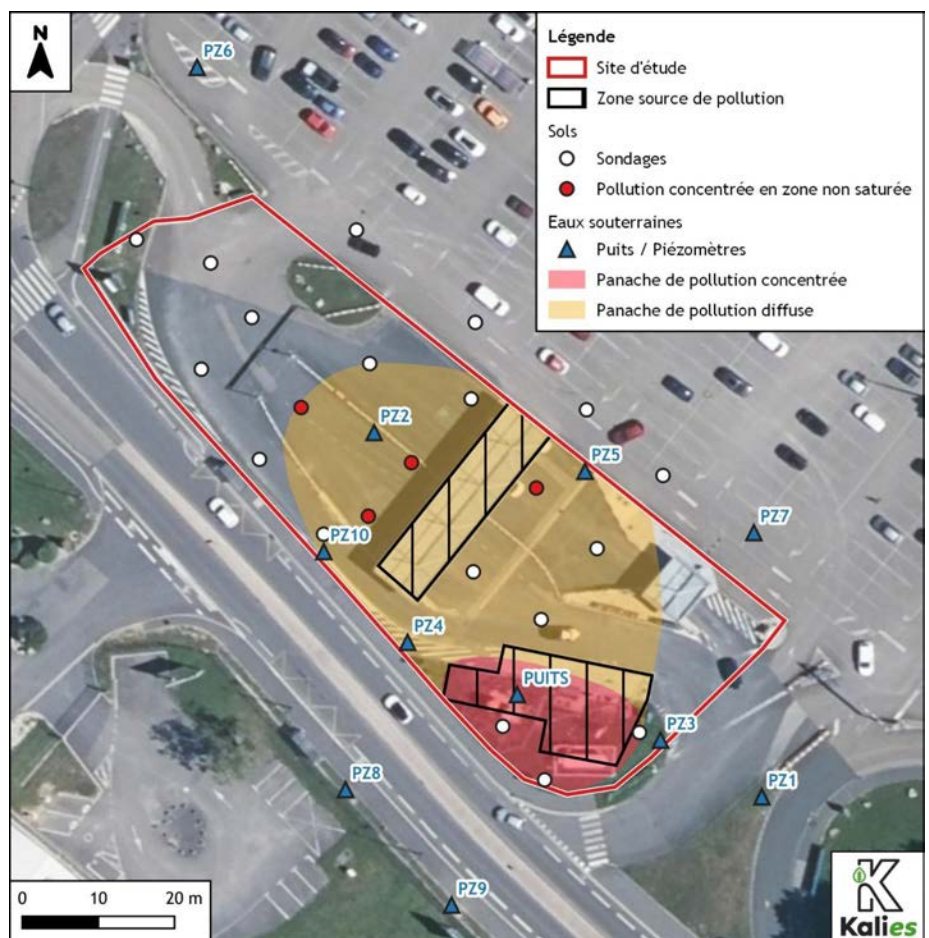 N
PZ6
Légende
Site d'étude
Zone source de pollution
Sols
Sondages
Pollution concentrée en zone non saturée
Eaux souterraines
Puits / Piézomètres
Panache de pollution concentrée
Panache de pollution diffuse
PZ2
PZ5
PZ7
PZ10
PZ4
PUITS
PZ3
PZ8
PZ1
PZ9
0 10 20 m
K
Kalies